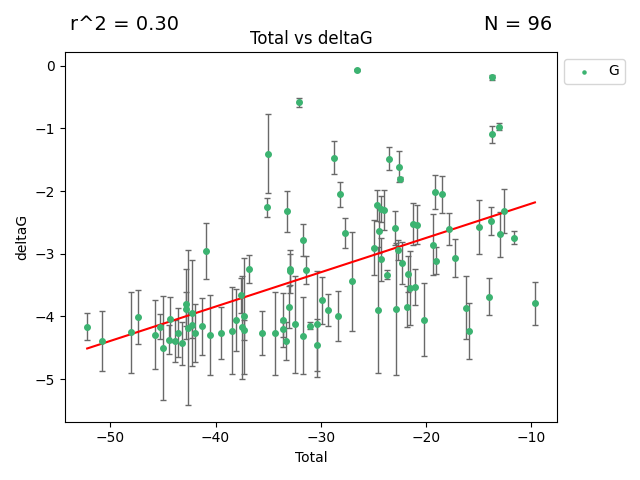 r^2 = 0.30
N = 96
Total vs deltaG
G
0
−1
−2
−3
−4
−5
deltaG
−50
−40
−30
−20
−10
Total